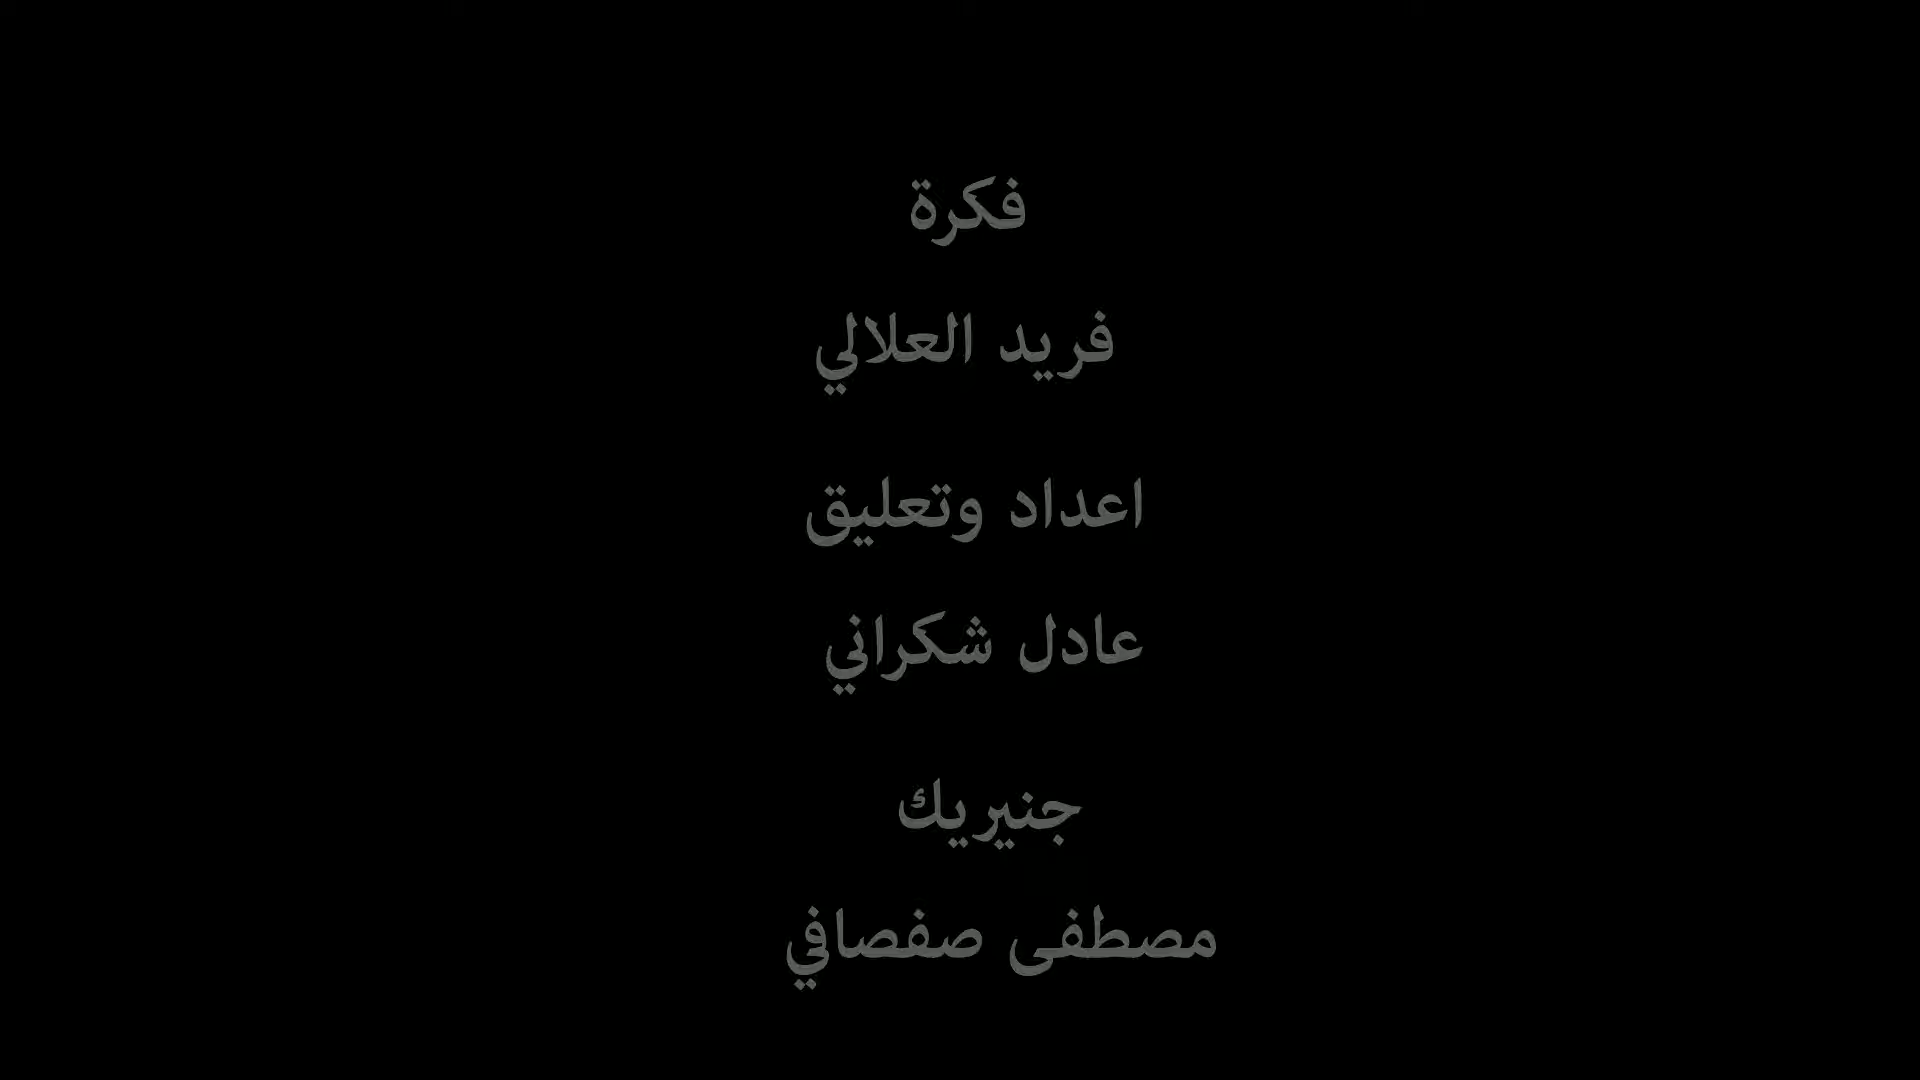 فكرة
فريد العلالي
اعداد وتعليق
عادل شكراني
جنيريك
مصطفى صفصافي